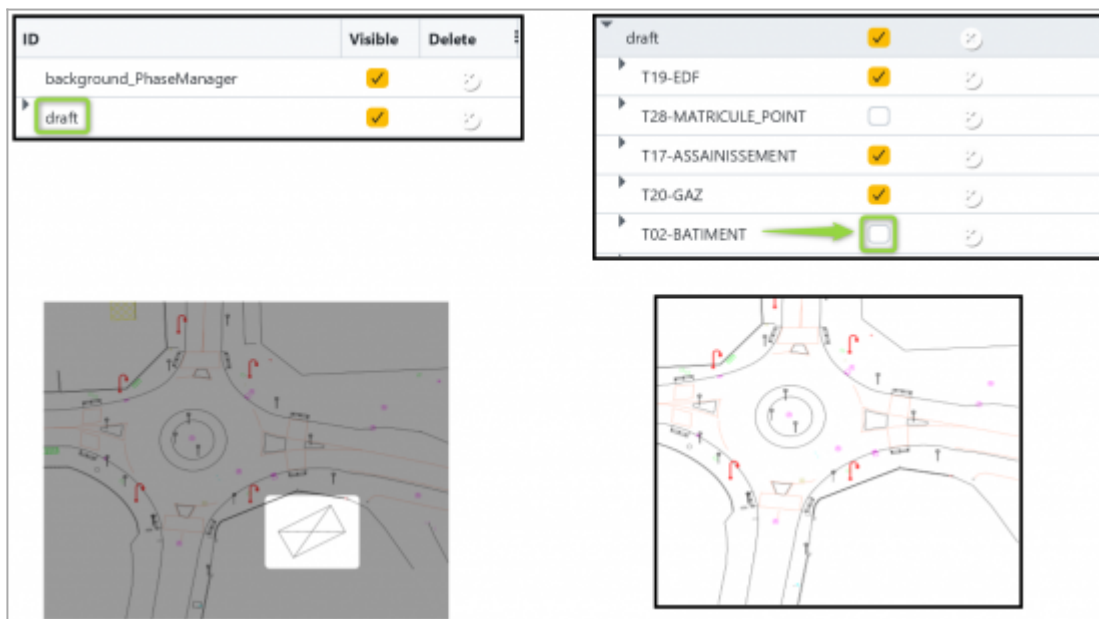 ID Visible Delete
background_PhaseManager
draft
draft
T19-EDF
T28-MATRICULE_POINT
T17-ASSAINISSEMENT
T20-GAZ
T02-BATIMENT